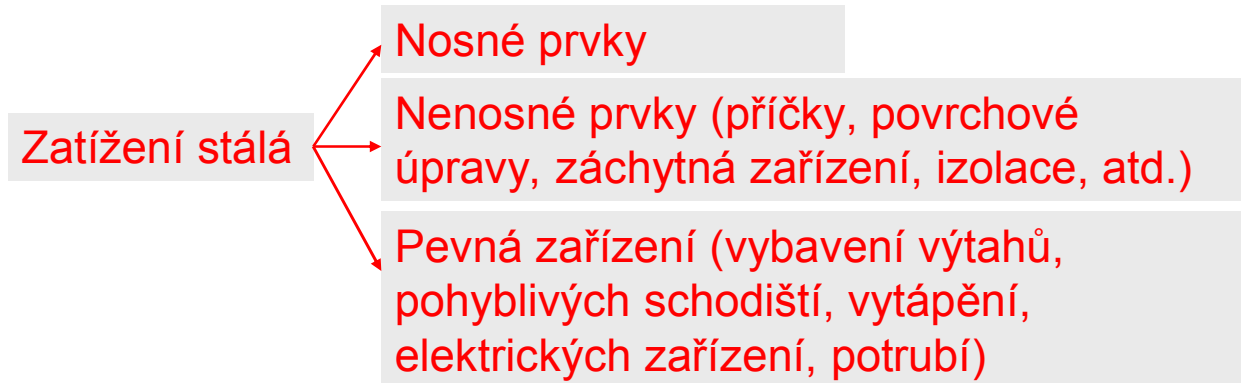 Zatížení stálá
Nosné prvky
Nenosné prvky (příčky, povrchové
úpravy, záchytná zařízení, izolace, atd.)
Pevná zařízení (vybavení výtahů,
pohyblivých schodiští, vytápění,
elektrických zařízení, potrubí)